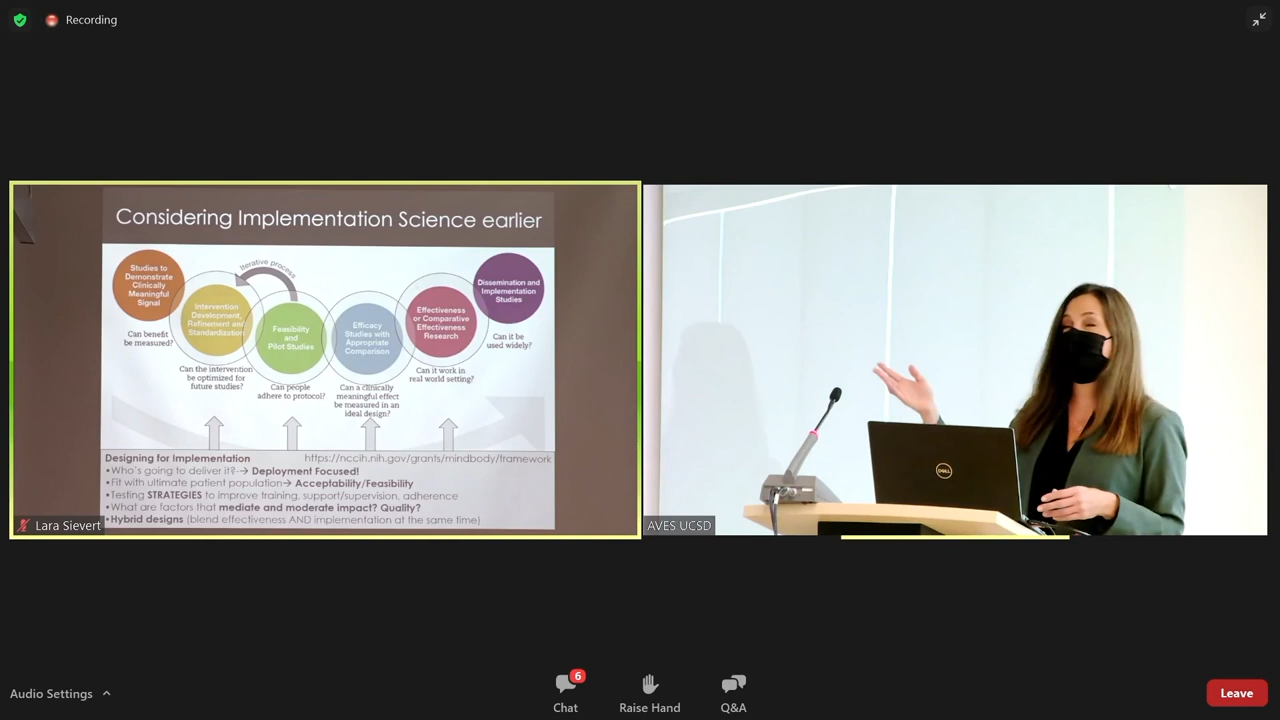 Recording
Considering Implementation Science earlier
Studies to
Demonstrate
Clinically
Meaningful
Signal
Can benefit
be measured?
Intervention
Development,
Refinement and
Standardization
Can the intervention
be optimized for
future studies?
Iterative process
Feasibility
and
Pilot Studies
Can people
adhere to protocol?
Efficacy
Studies with
Appropriate
Comparison
Can a clinically
meaningful effect
be measured in an
ideal design?
Effectiveness
or Comparative
Effectiveness
Research
Can it work in
real world setting?
Dissemination and
Implementation
Studies
Can it be
used widely?
Designing for Implementation https://nccih.nih.gov/grants/mindbody/framework
•Who's going to deliver it?→ Deployment Focused!
•Fit with ultimate patient population→ Acceptability/Feasibility
•Testing STRATEGIES to improve training, support/supervision, adherence
•What are factors that mediate and moderate impact? Quality?
•Hybrid designs (blend effectiveness AND implementation at the same time)
Lara Sievert
DELL
AVES UCSD
Audio Settings
6
Chat
Raise Hand
Q&A
Leave